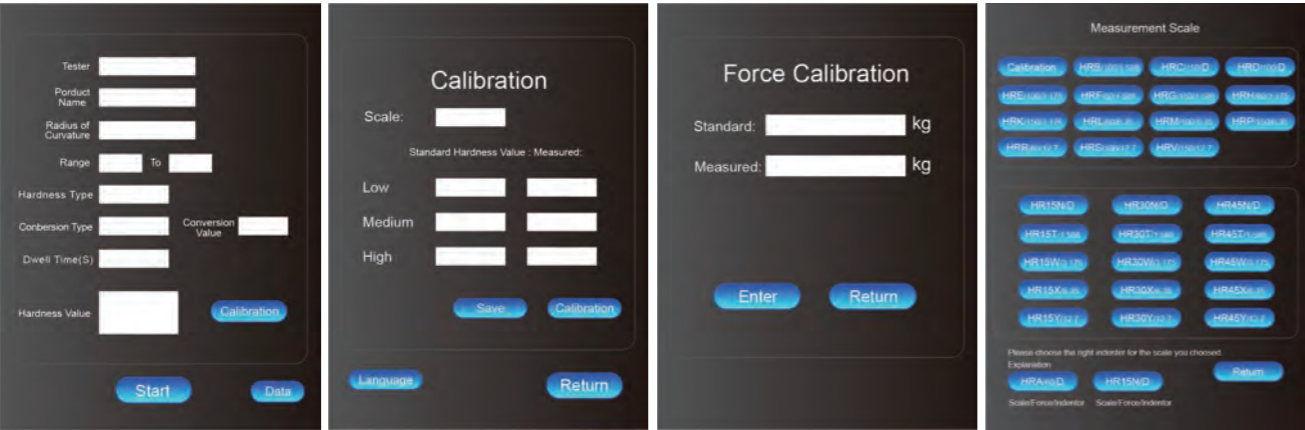 Tester
Porduct
Name
Radius of
Curvature
Range To
Hardness Type
Conbersion Type Conversion
Value
Dwell Time(S)
Hardness Value Calibration
Start Data
Calibration
Scale:
Standard Hardness Value : Measured:
Low
Medium
High
Save Calibration
Language Return
Force Calibration
Standard: kg
Measured: kg
Enter Return
Measurement Scale
Calibration HRB HRC HRD
HRE HRF HRG HRH
HRK HRL HRM HRP
HRR HRS HRV
HR15N/D HR30N/D HR45N/D
HR15T HR30T HR45T
HR15W HR30W HR45W
HR15X HR30X HR45X
HR15Y HR30Y HR45Y
Please choose the right indenter for the scale you choosed.
Explanation
HRA/60/D HR15N/D Return
Scale/Force/Indentor Scale/Force/Indentor